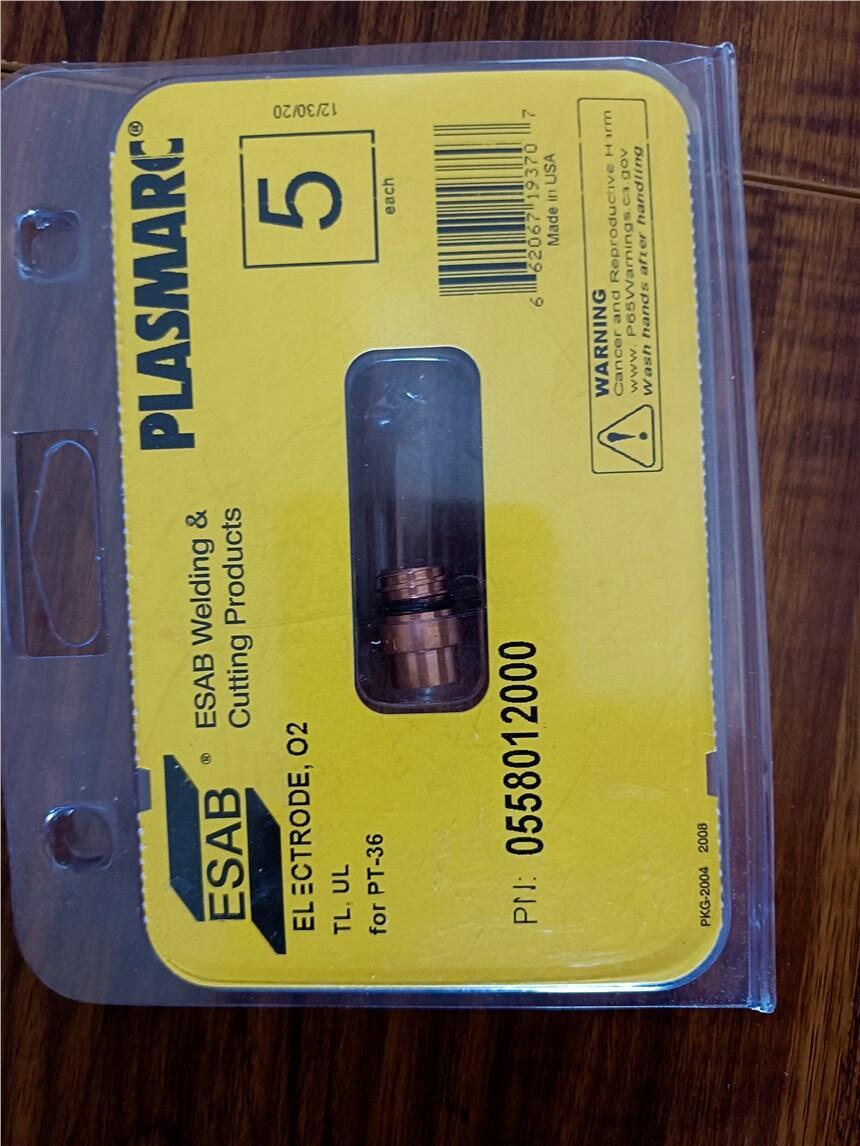 ESAB®
ESAB Welding &
Cutting Products
PLASMARC®
ELECTRODE, O2
TL, UL
for PT-36
5
each
12/30/20
PN: 0558012000
6 62067 19370 7
Made in USA
WARNING
Cancer and Reproductive Harm
www. P65Warnings.ca.gov
Wash hands after handling
PKG-2004 2008